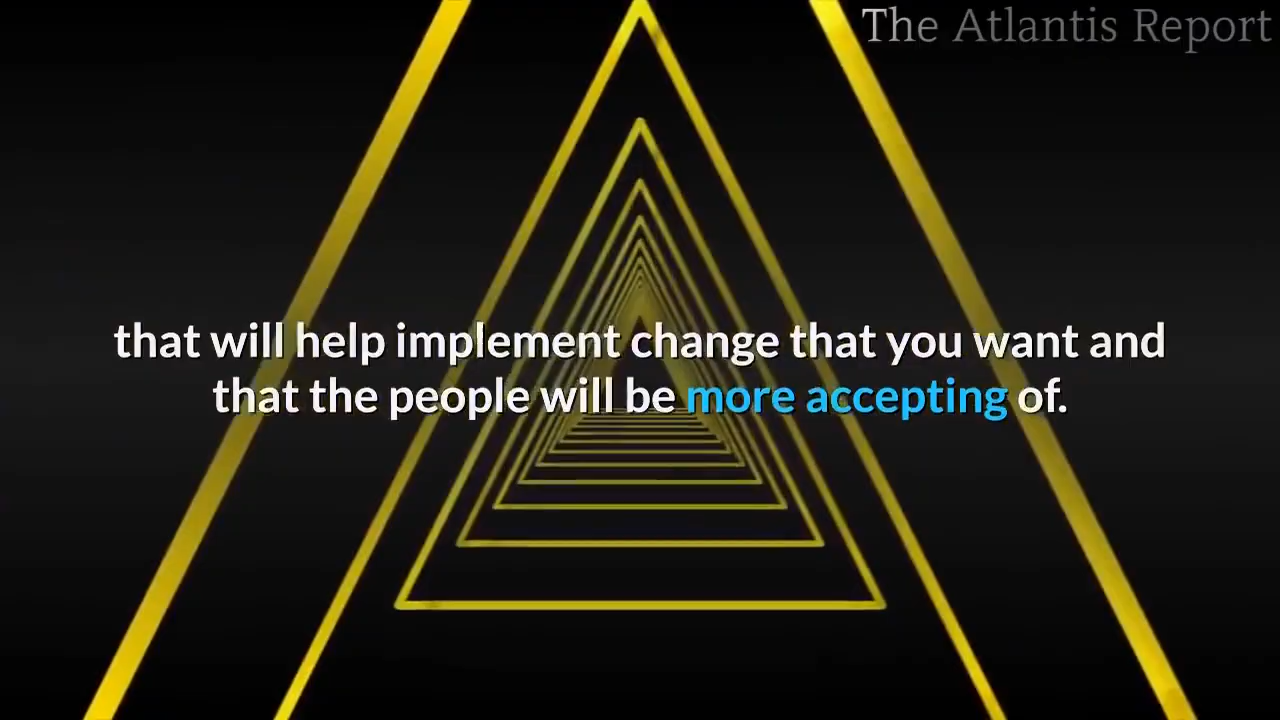 The Atlantis Report
that will help implement change that you want and
that the people will be more accepting of.